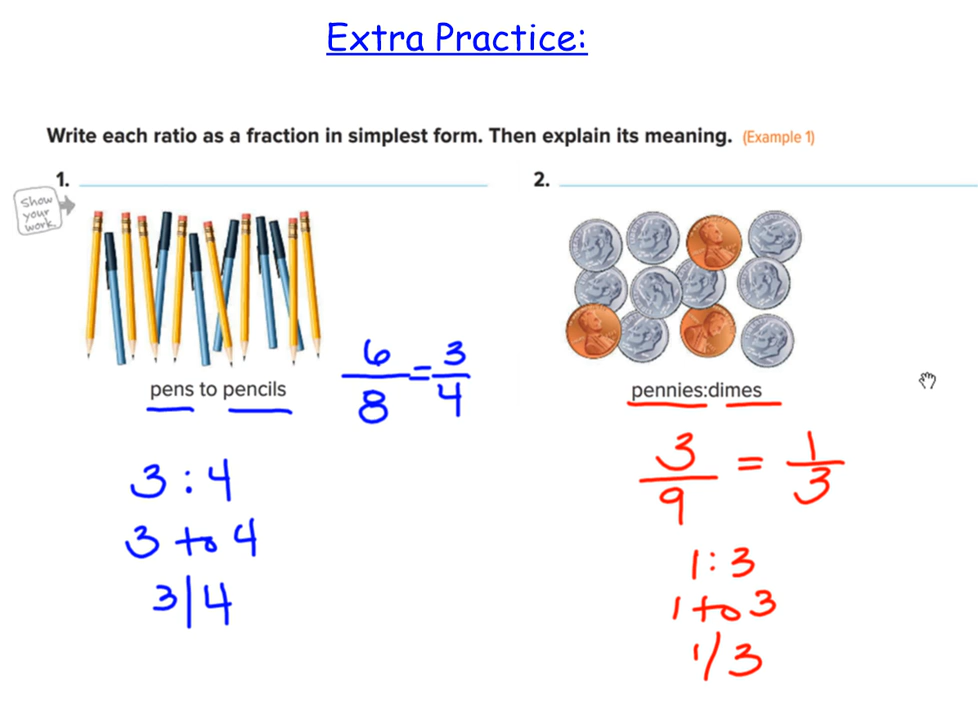 Extra Practice:
Write each ratio as a fraction in simplest form. Then explain its meaning. (Example 1)
1.
Show
your
work.
pens to pencils
6/8 = 3/4
3 : 4
3 to 4
3|4
2.
pennies:dimes
3/9 = 1/3
1:3
1 to 3
1/3